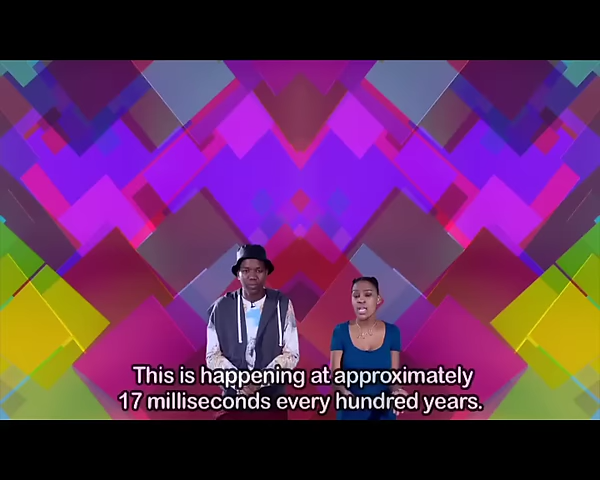 This is happening at approximately
17 milliseconds every hundred years.